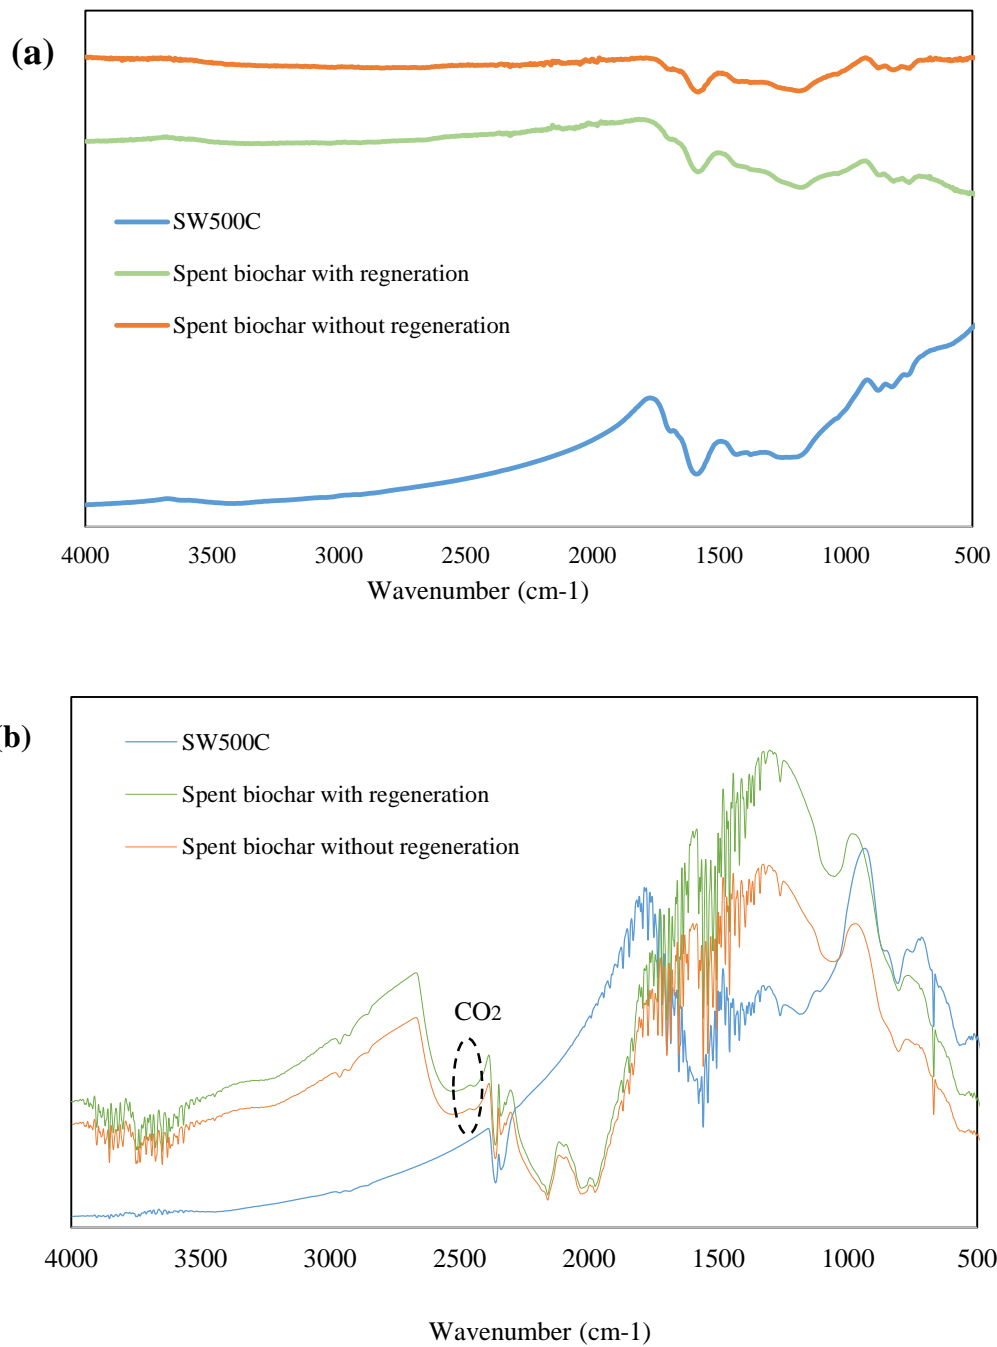 (a)
SW500C
Spent biochar with regneration
Spent biochar without regeneration
4000 3500 3000 2500 2000 1500 1000 500
Wavenumber (cm-1)
(b)
SW500C
Spent biochar with regeneration
Spent biochar without regeneration
CO2
4000 3500 3000 2500 2000 1500 1000 500
Wavenumber (cm-1)